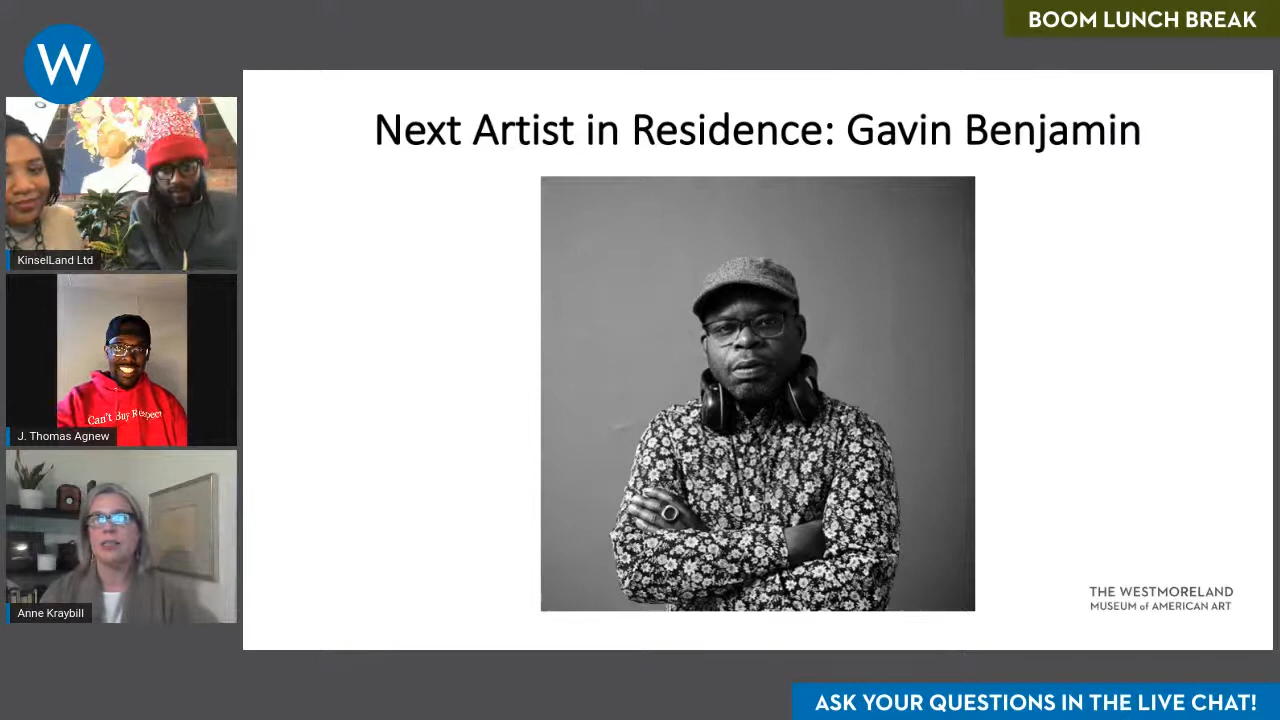 BOOM LUNCH BREAK
W
Next Artist in Residence: Gavin Benjamin
KinselLand Ltd
Can't Buy Respect
J. Thomas Agnew
Anne Kraybill
THE WESTMORELAND
MUSEUM of AMERICAN ART
ASK YOUR QUESTIONS IN THE LIVE CHAT!